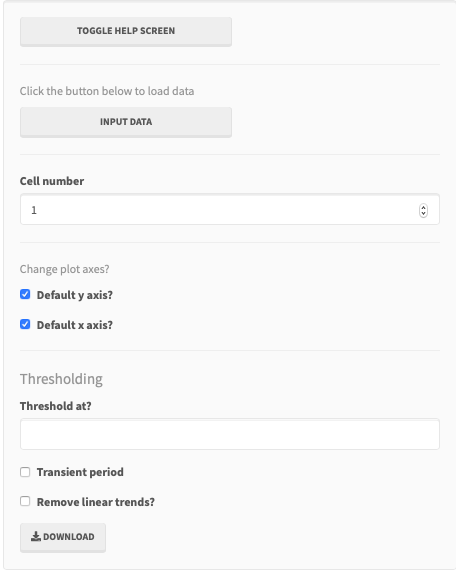 TOGGLE HELP SCREEN
Click the button below to load data
INPUT DATA
Cell number
1
Change plot axes?
Default y axis?
Default x axis?
Thresholding
Threshold at?
Transient period
Remove linear trends?
DOWNLOAD